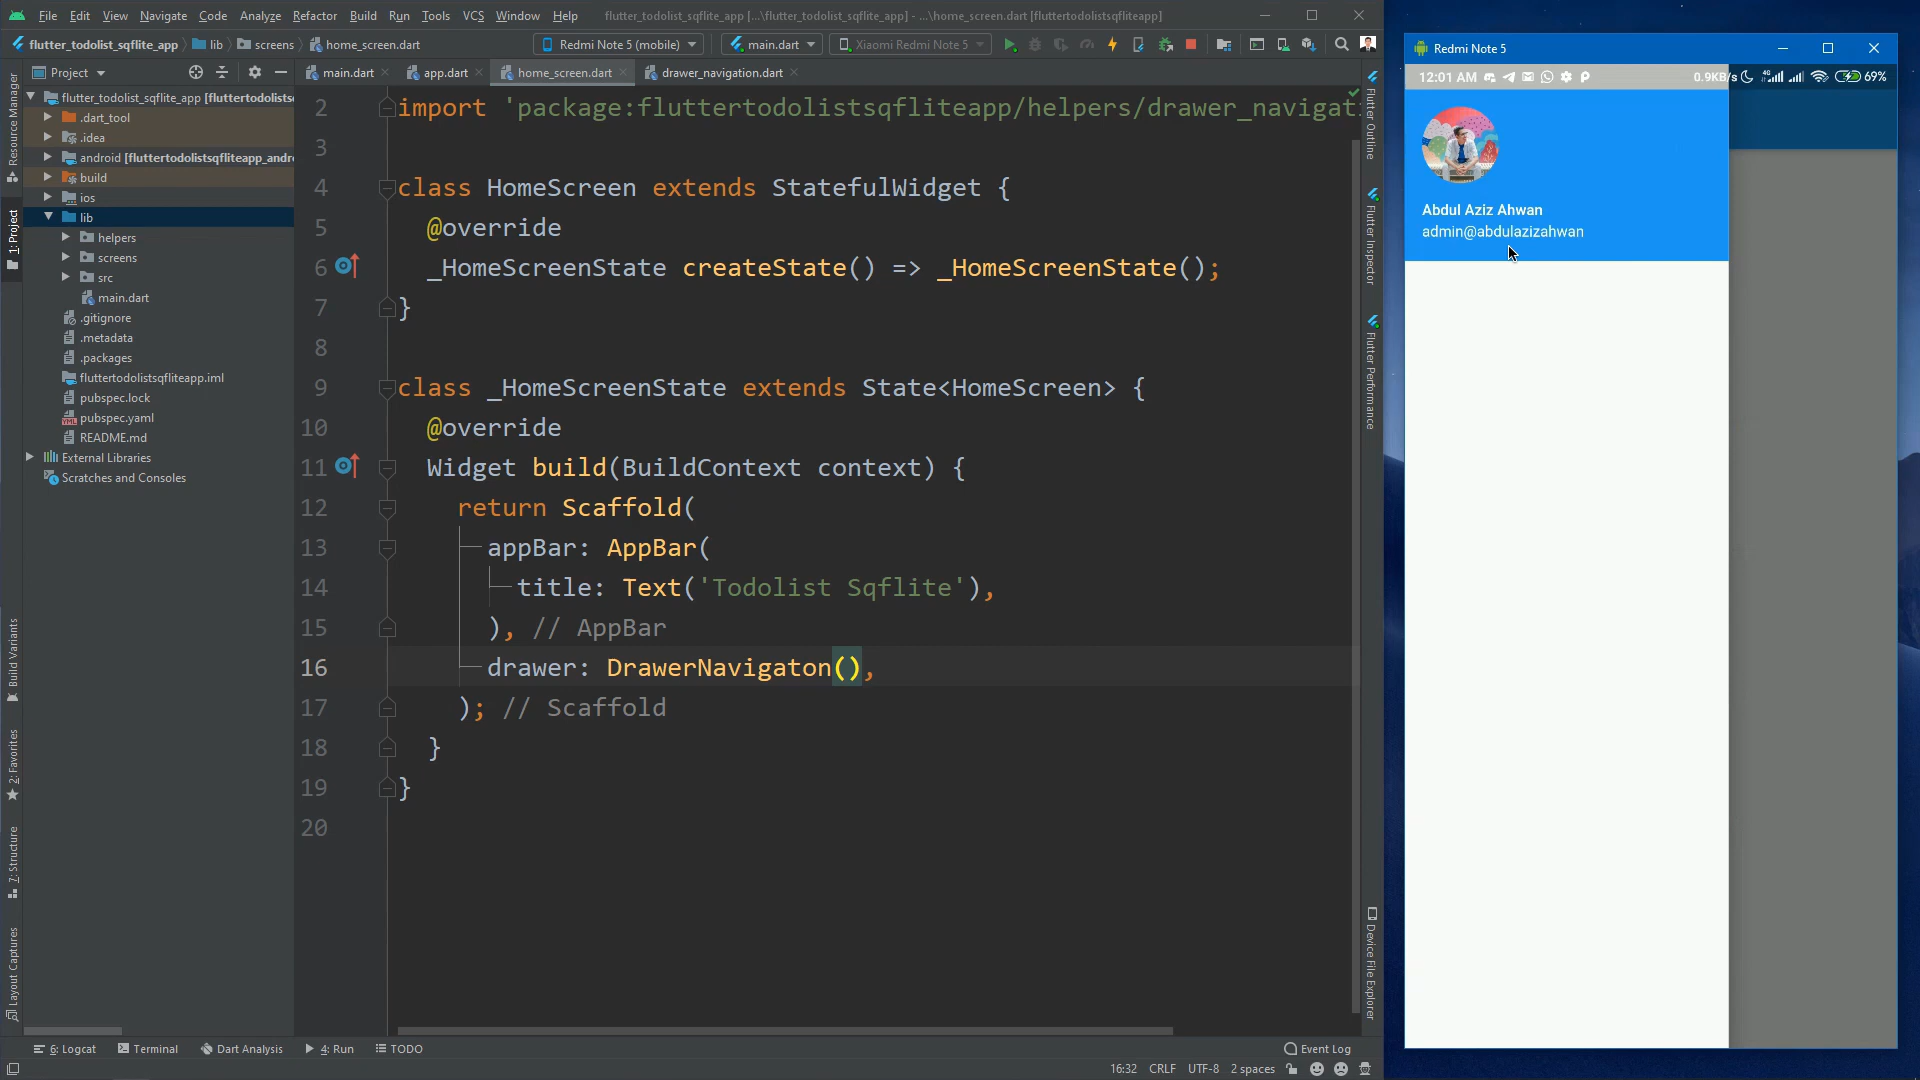 File Edit View Navigate Code Analyze Refactor Build Run Tools VCS Window Help flutter_todolist_sqflite_app [...\flutter_todolist_sqflite_app] - ...\home_screen.dart [fluttertodolistsqfliteapp]
flutter_todolist_sqflite_app lib screens home_screen.dart Redmi Note 5 (mobile) main.dart Xiaomi Redmi Note 5
Project main.dart app.dart home_screen.dart drawer_navigation.dart
flutter_todolist_sqflite_app [fluttertodolists
.dart_tool
.idea
android [fluttertodolistsqfliteapp_andro
build
ios
lib
helpers
screens
src
main.dart
.gitignore
.metadata
.packages
fluttertodolistsqfliteapp.iml
pubspec.lock
pubspec.yaml
README.md
External Libraries
Scratches and Consoles
Resource Manager
1: Project
Build Variants
2: Favorites
7: Structure
Layout Captures
2 import 'package:fluttertodolistsqfliteapp/helpers/drawer_navigat
3
4 class HomeScreen extends StatefulWidget {
5 @override
6 _HomeScreenState createState() => _HomeScreenState();
7 }
8
9 class _HomeScreenState extends State<HomeScreen> {
10 @override
11 Widget build(BuildContext context) {
12 return Scaffold(
13 appBar: AppBar(
14 title: Text('Todolist Sqflite'),
15 ), // AppBar
16 drawer: DrawerNavigaton(),
17 ); // Scaffold
18 }
19 }
20
Flutter Outline
Flutter Inspector
Flutter Performance
Device File Explorer
6: Logcat Terminal Dart Analysis 4: Run TODO Event Log
16:32 CRLF UTF-8 2 spaces
Redmi Note 5
12:01 AM 0.9KB/s 4G 69%
Abdul Aziz Ahwan
admin@abdulazizahwan